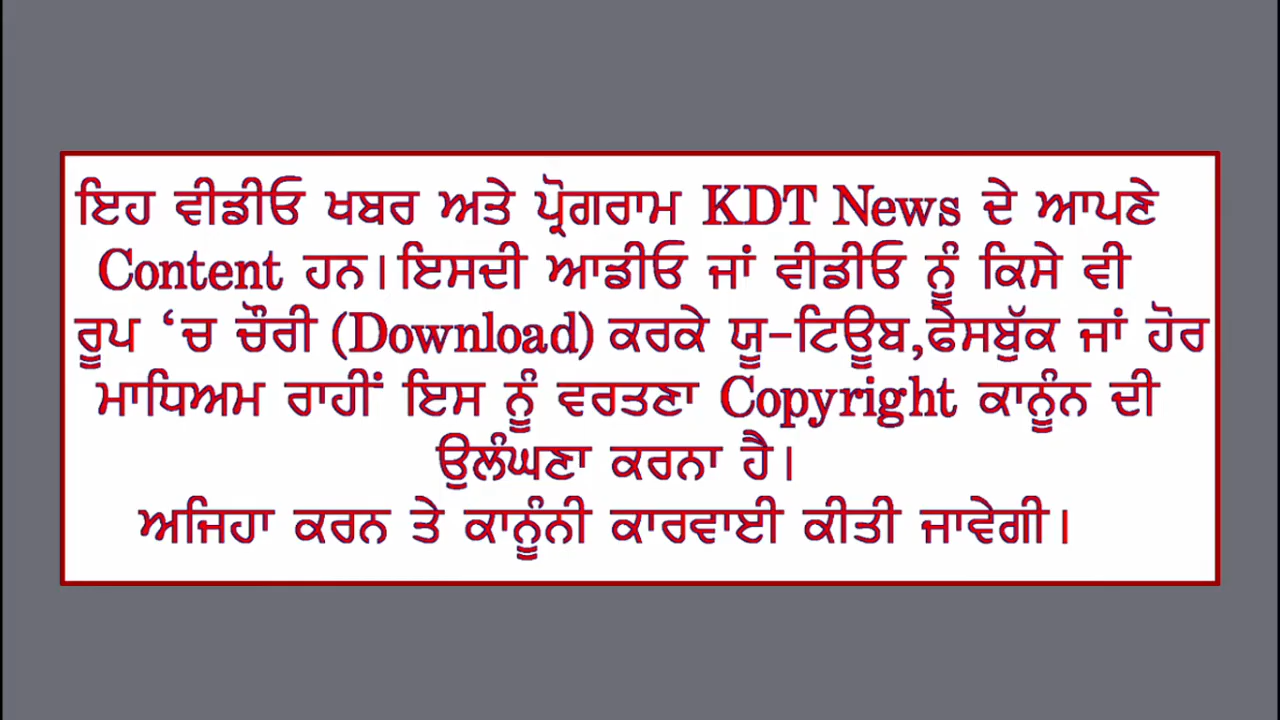 ਇਹ ਵੀਡੀਓ ਖਬਰ ਅਤੇ ਪ੍ਰੋਗਰਾਮ KDT News ਦੇ ਆਪਣੇ
Content ਹਨ।ਇਸਦੀ ਆਡੀਓ ਜਾਂ ਵੀਡੀਓ ਨੂੰ ਕਿਸੇ ਵੀ
ਰੂਪ ‘ਚ ਚੌਰੀ (Download) ਕਰਕੇ ਯੂ-ਟਿਊਬ,ਫੇਸਬੁੱਕ ਜਾਂ ਹੋਰ
ਮਾਧਿਅਮ ਰਾਹੀਂ ਇਸ ਨੂੰ ਵਰਤਣਾ Copyright ਕਾਨੂੰਨ ਦੀ
ਉਲੰਘਣਾ ਕਰਨਾ ਹੈ।
ਅਜਿਹਾ ਕਰਨ ਤੇ ਕਾਨੂੰਨੀ ਕਾਰਵਾਈ ਕੀਤੀ ਜਾਵੇਗੀ।